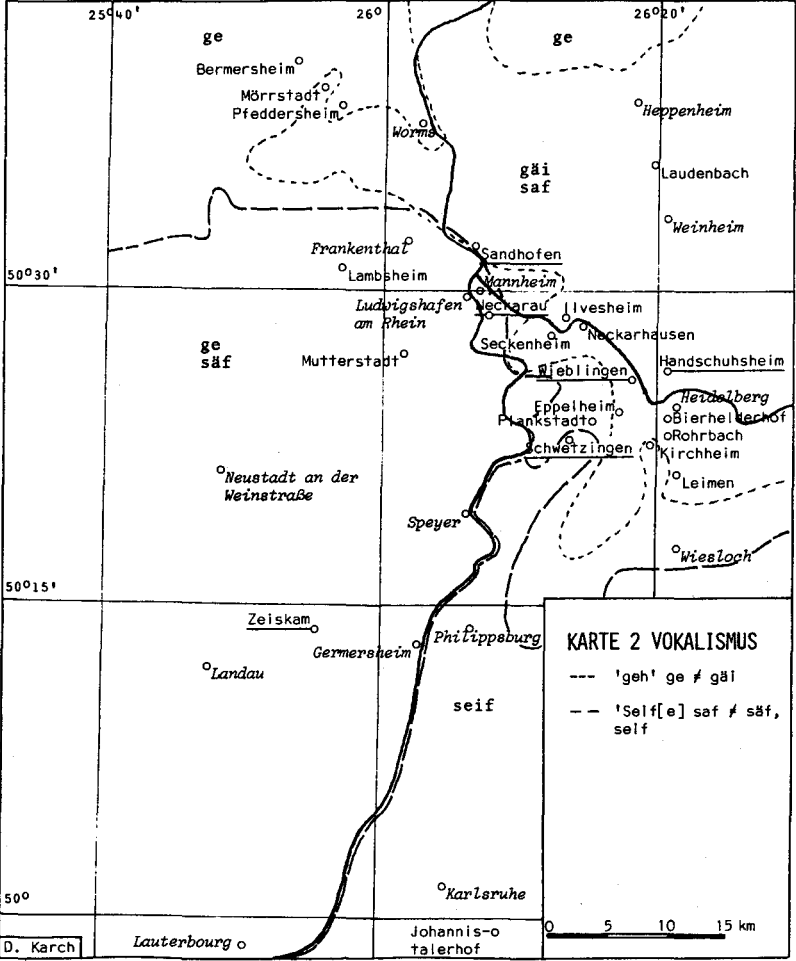 25°40' 26° 26°20'
ge ge
Bermersheim
Mörrstadt
Pfeddersheim
Heppenheim
Worms
gäi
saf
Laudenbach
Weinheim
Frankenthal
Sandhofen
Lambsheim
50°30'
Mannheim
Ludwigshafen
am Rhein
Neckarau
Ilvesheim
Neckarhausen
Seckenheim
ge
säf
Mutterstadt
Handschuhsheim
Wieblingen
Heidelberg
Eppelheim
Bierhelderhof
Plankstadt
Rohrbach
Schwetzingen
Kirchheim
Neustadt an der
Weinstraße
Leimen
Speyer
Wiesloch
50°15'
Zeiskam
Philippsburg
Germersheim
Landau
seif
KARTE 2 VOKALISMUS
--- 'geh' ge ≠ gäi
— — 'Seif[e] saf ≠ säf,
seif
Karlsruhe
50°
Johannis-
talerhof
0 5 10 15 km
D. Karch
Lauterbourg